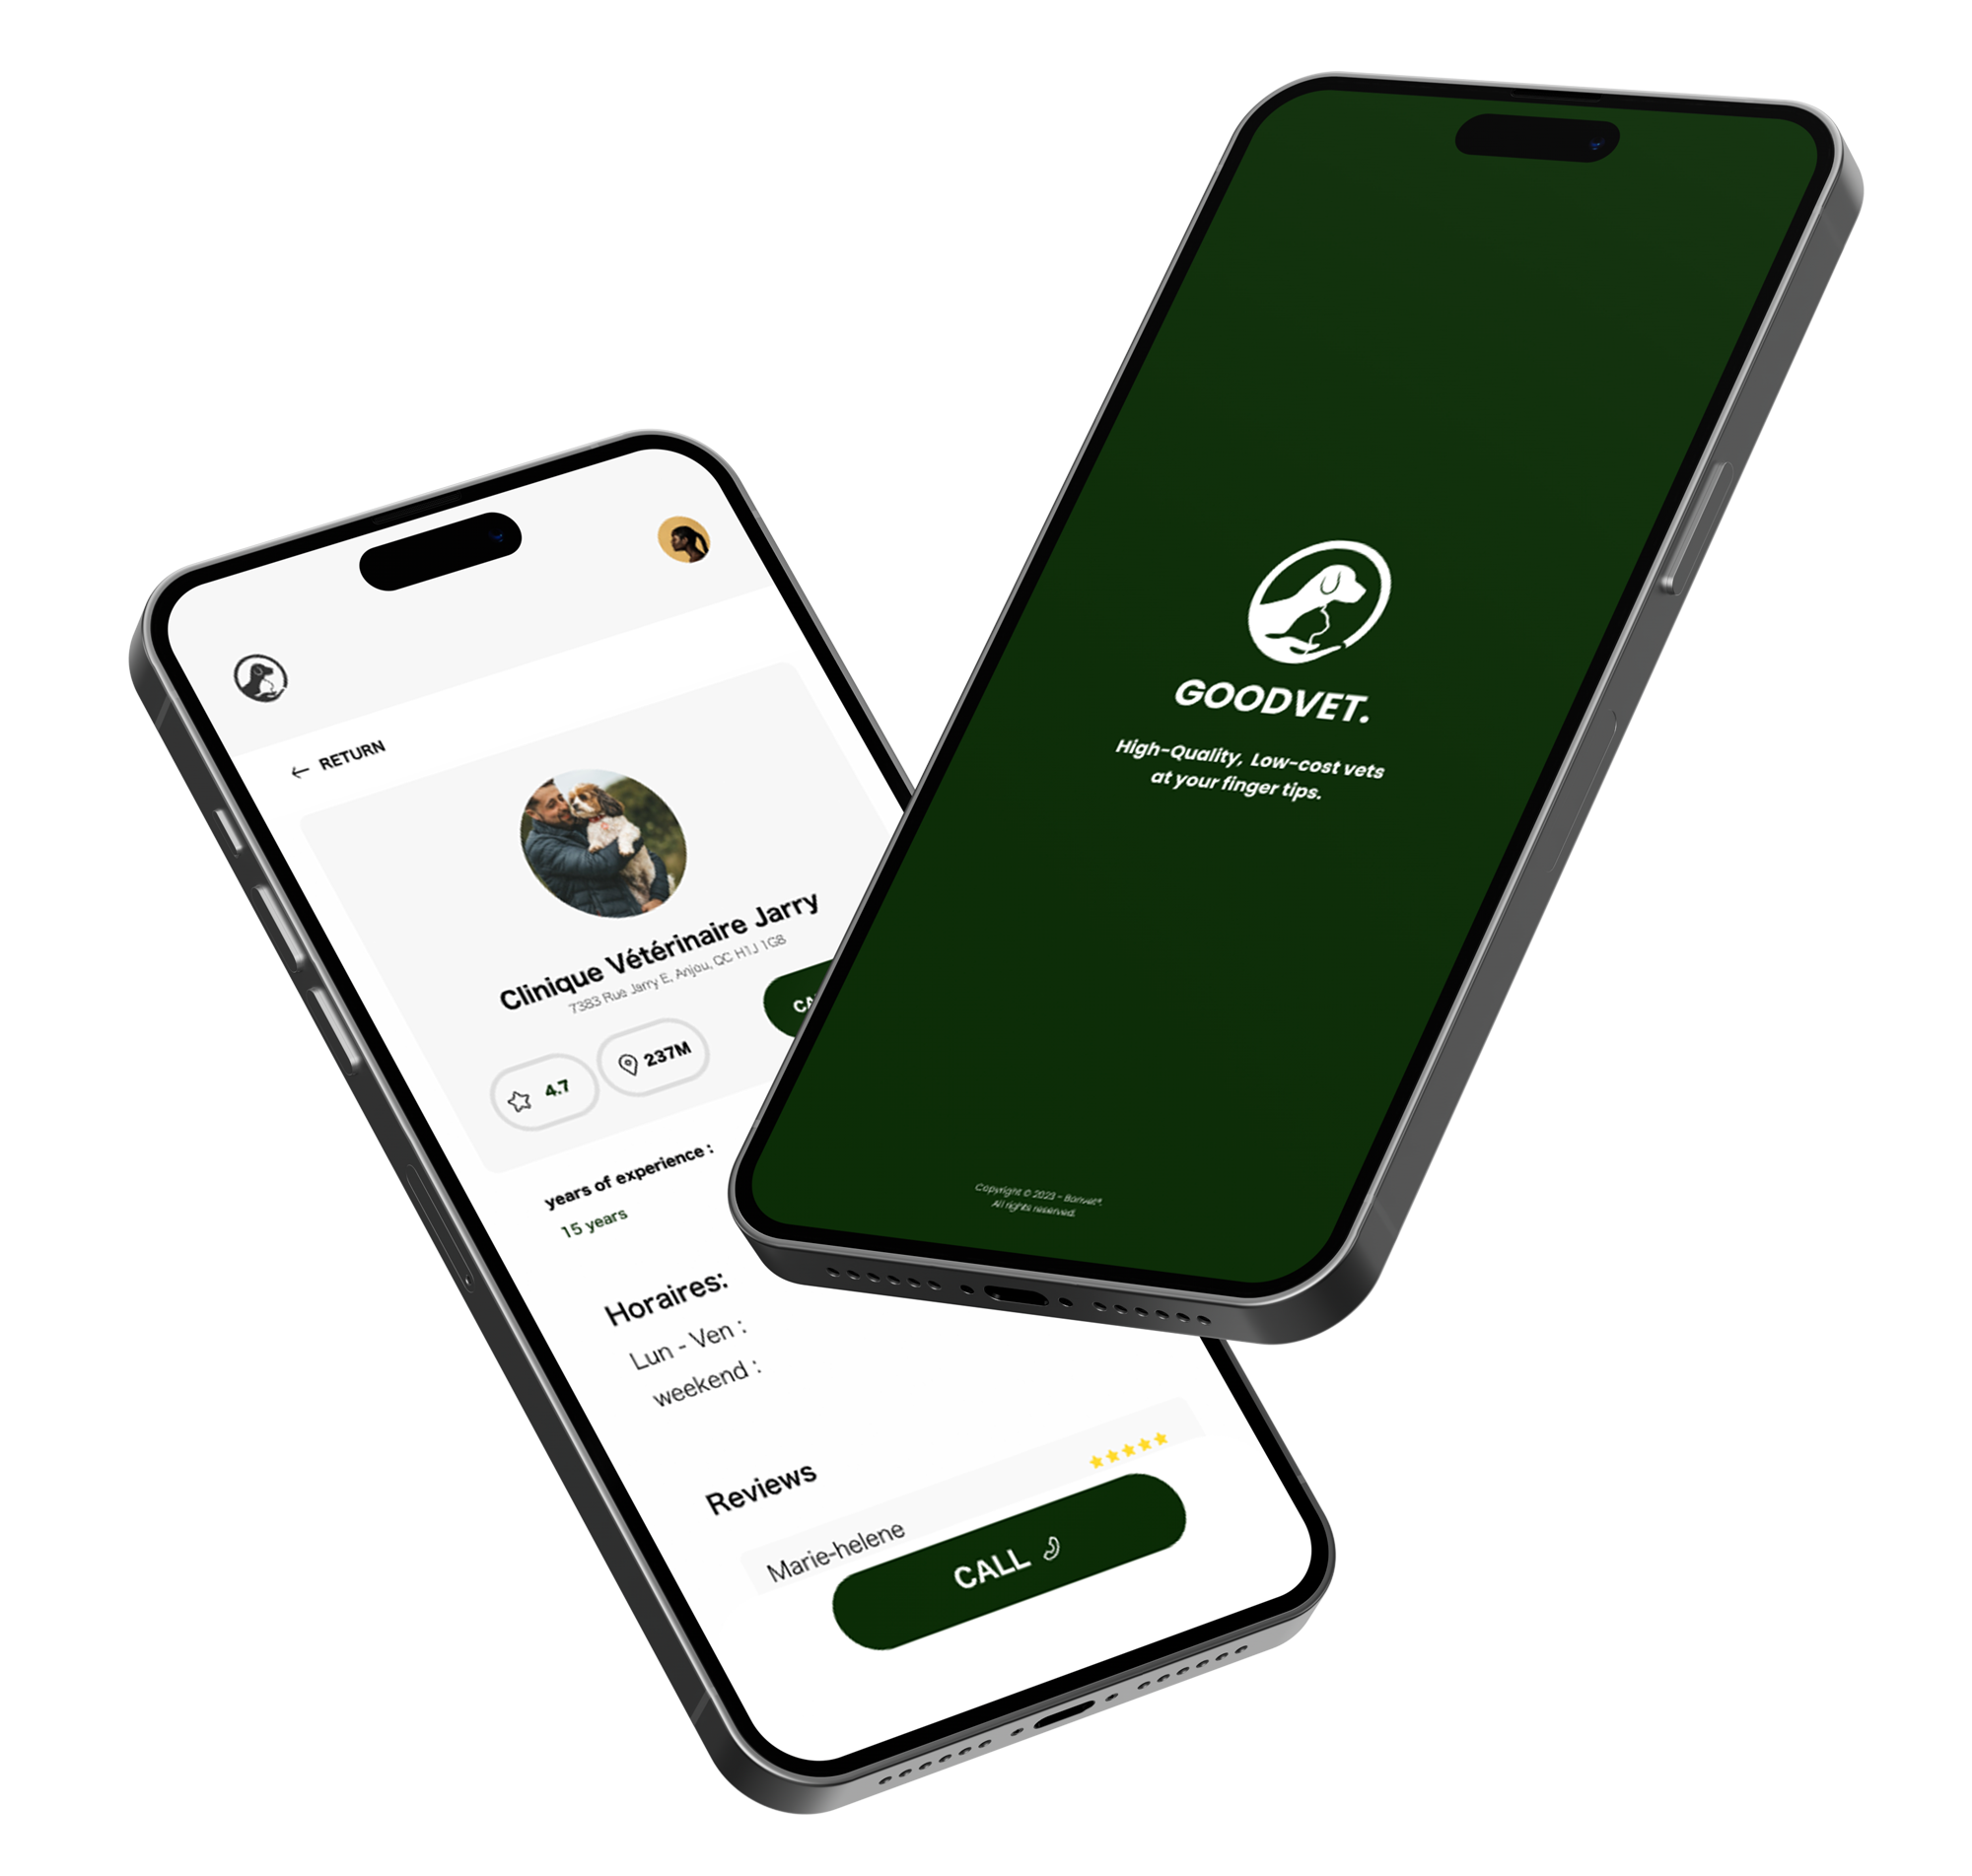 ← RETURN
Clinique Vétérinaire Jarry
7383 Rue Jarry E, Anjou, QC H1J 1G8
4.7
237M
years of experience :
15 years
Horaires:
Lun - Ven :
weekend :
Reviews
Marie-helene
CALL
GOODVET.
High-Quality, Low-cost vets
at your finger tips.
Copyright © 2023 - Bonvet®.
All rights reserved.